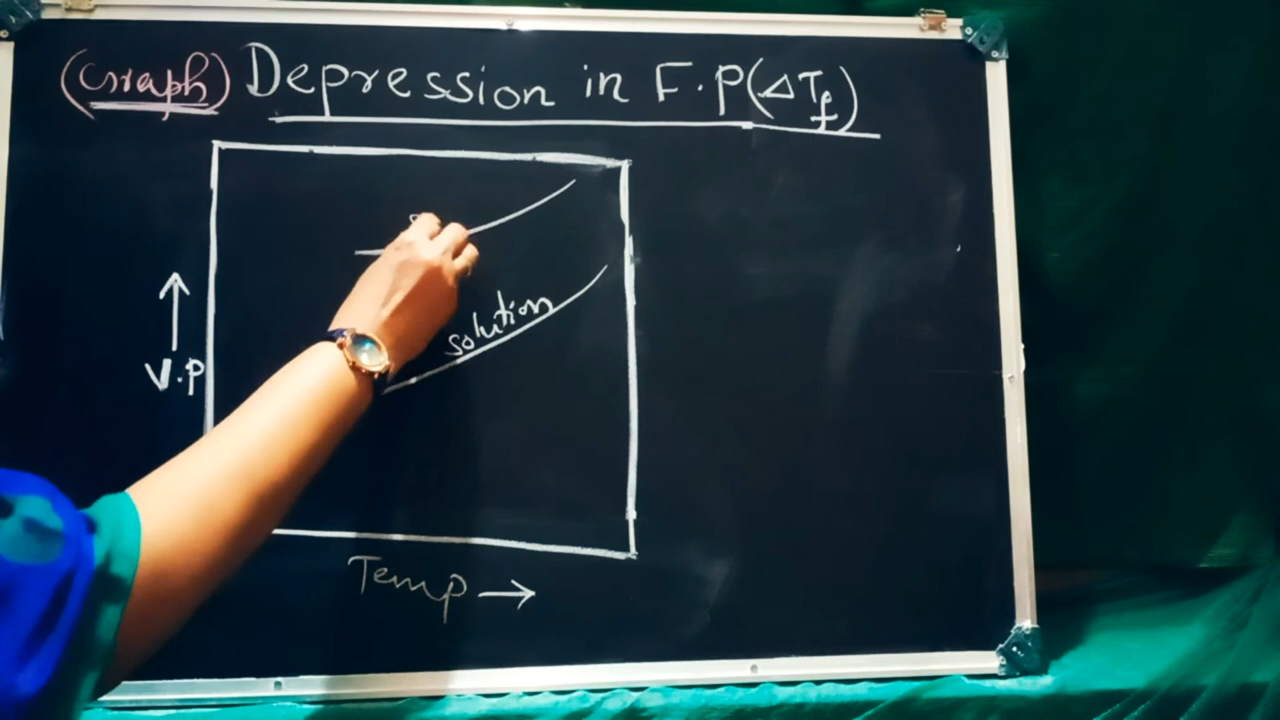 (Graph) Depression in F.P(ΔTf)
solution
↑
V.P
Temp →